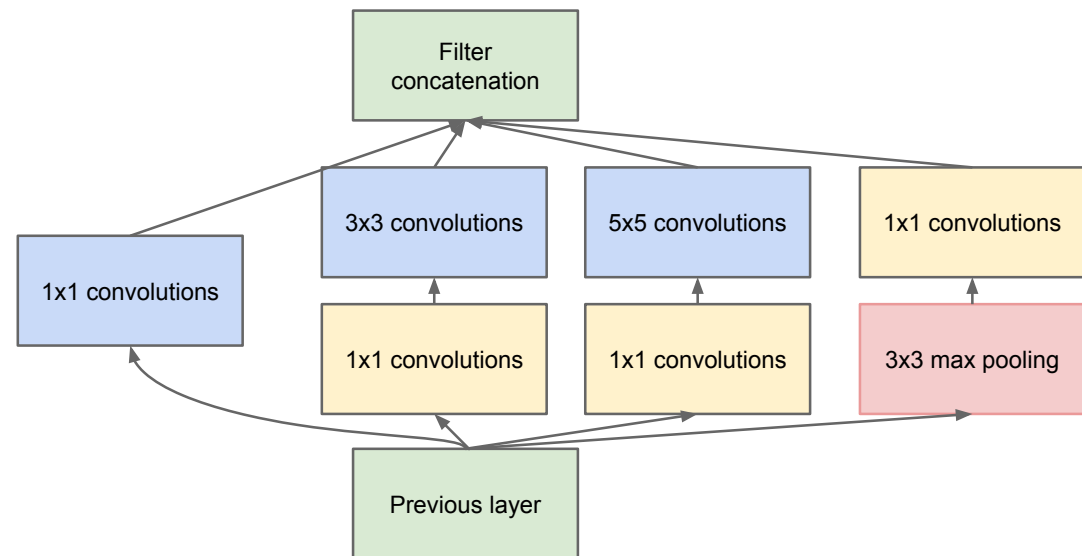 Filter
concatenation
3x3 convolutions
5x5 convolutions
1x1 convolutions
1x1 convolutions
1x1 convolutions
1x1 convolutions
3x3 max pooling
Previous layer